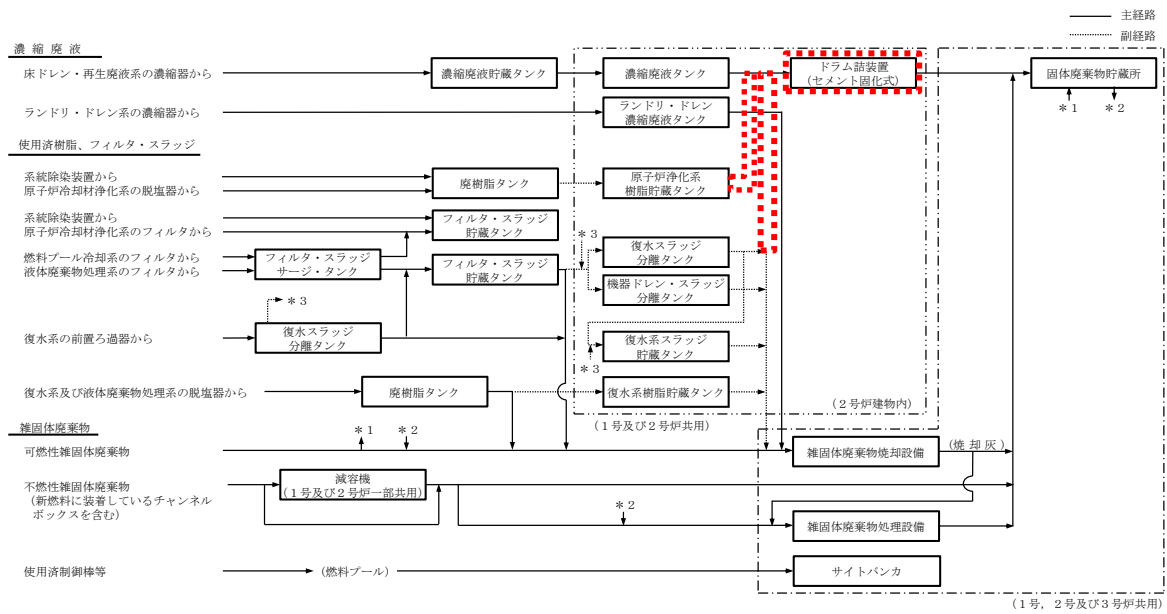 主経路
副経路
濃縮廃液
床ドレン・再生廃液系の濃縮器から
濃縮廃液貯蔵タンク
濃縮廃液タンク
ドラム詰装置
(セメント固化式)
固体廃棄物貯蔵所
*1
*2
ランドリ・ドレン系の濃縮器から
ランドリ・ドレン
濃縮廃液タンク
使用済樹脂、フィルタ・スラッジ
系統除染装置から
原子炉冷却材浄化系の脱塩器から
廃樹脂タンク
原子炉浄化系
樹脂貯蔵タンク
系統除染装置から
原子炉冷却材浄化系のフィルタから
フィルタ・スラッジ
貯蔵タンク
燃料プール冷却系のフィルタから
液体廃棄物処理系のフィルタから
フィルタ・スラッジ
サージ・タンク
フィルタ・スラッジ
貯蔵タンク
*3
復水スラッジ
分離タンク
機器ドレン・スラッジ
分離タンク
*3
復水系の前置ろ過器から
復水スラッジ
分離タンク
復水系スラッジ
貯蔵タンク
*3
復水系及び液体廃棄物処理系の脱塩器から
廃樹脂タンク
復水系樹脂貯蔵タンク
(2号炉建物内)
(1号及び2号炉共用)
雑固体廃棄物
*1
*2
可燃性雑固体廃棄物
雑固体廃棄物焼却設備
(焼却灰)
不燃性雑固体廃棄物
(新燃料に装着しているチャンネル
ボックスを含む)
減容機
(1号及び2号炉一部共用)
*2
雑固体廃棄物処理設備
使用済制御棒等
(燃料プール)
サイトバンカ
(1号,2号及び3号炉共用)